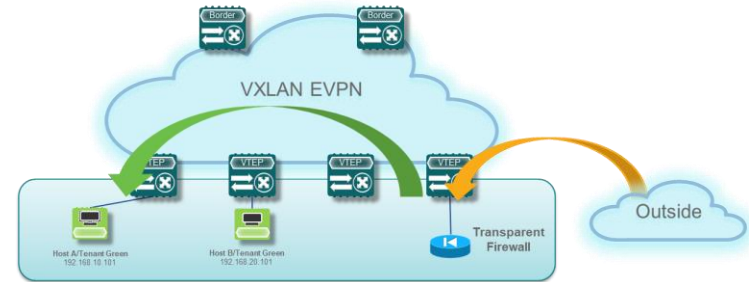 Border
Border
VXLAN EVPN
VTEP
VTEP
VTEP
VTEP
Outside
Transparent
Firewall
Host A/Tenant Green
192.168.10.101
Host B/Tenant Green
192.168.20.101